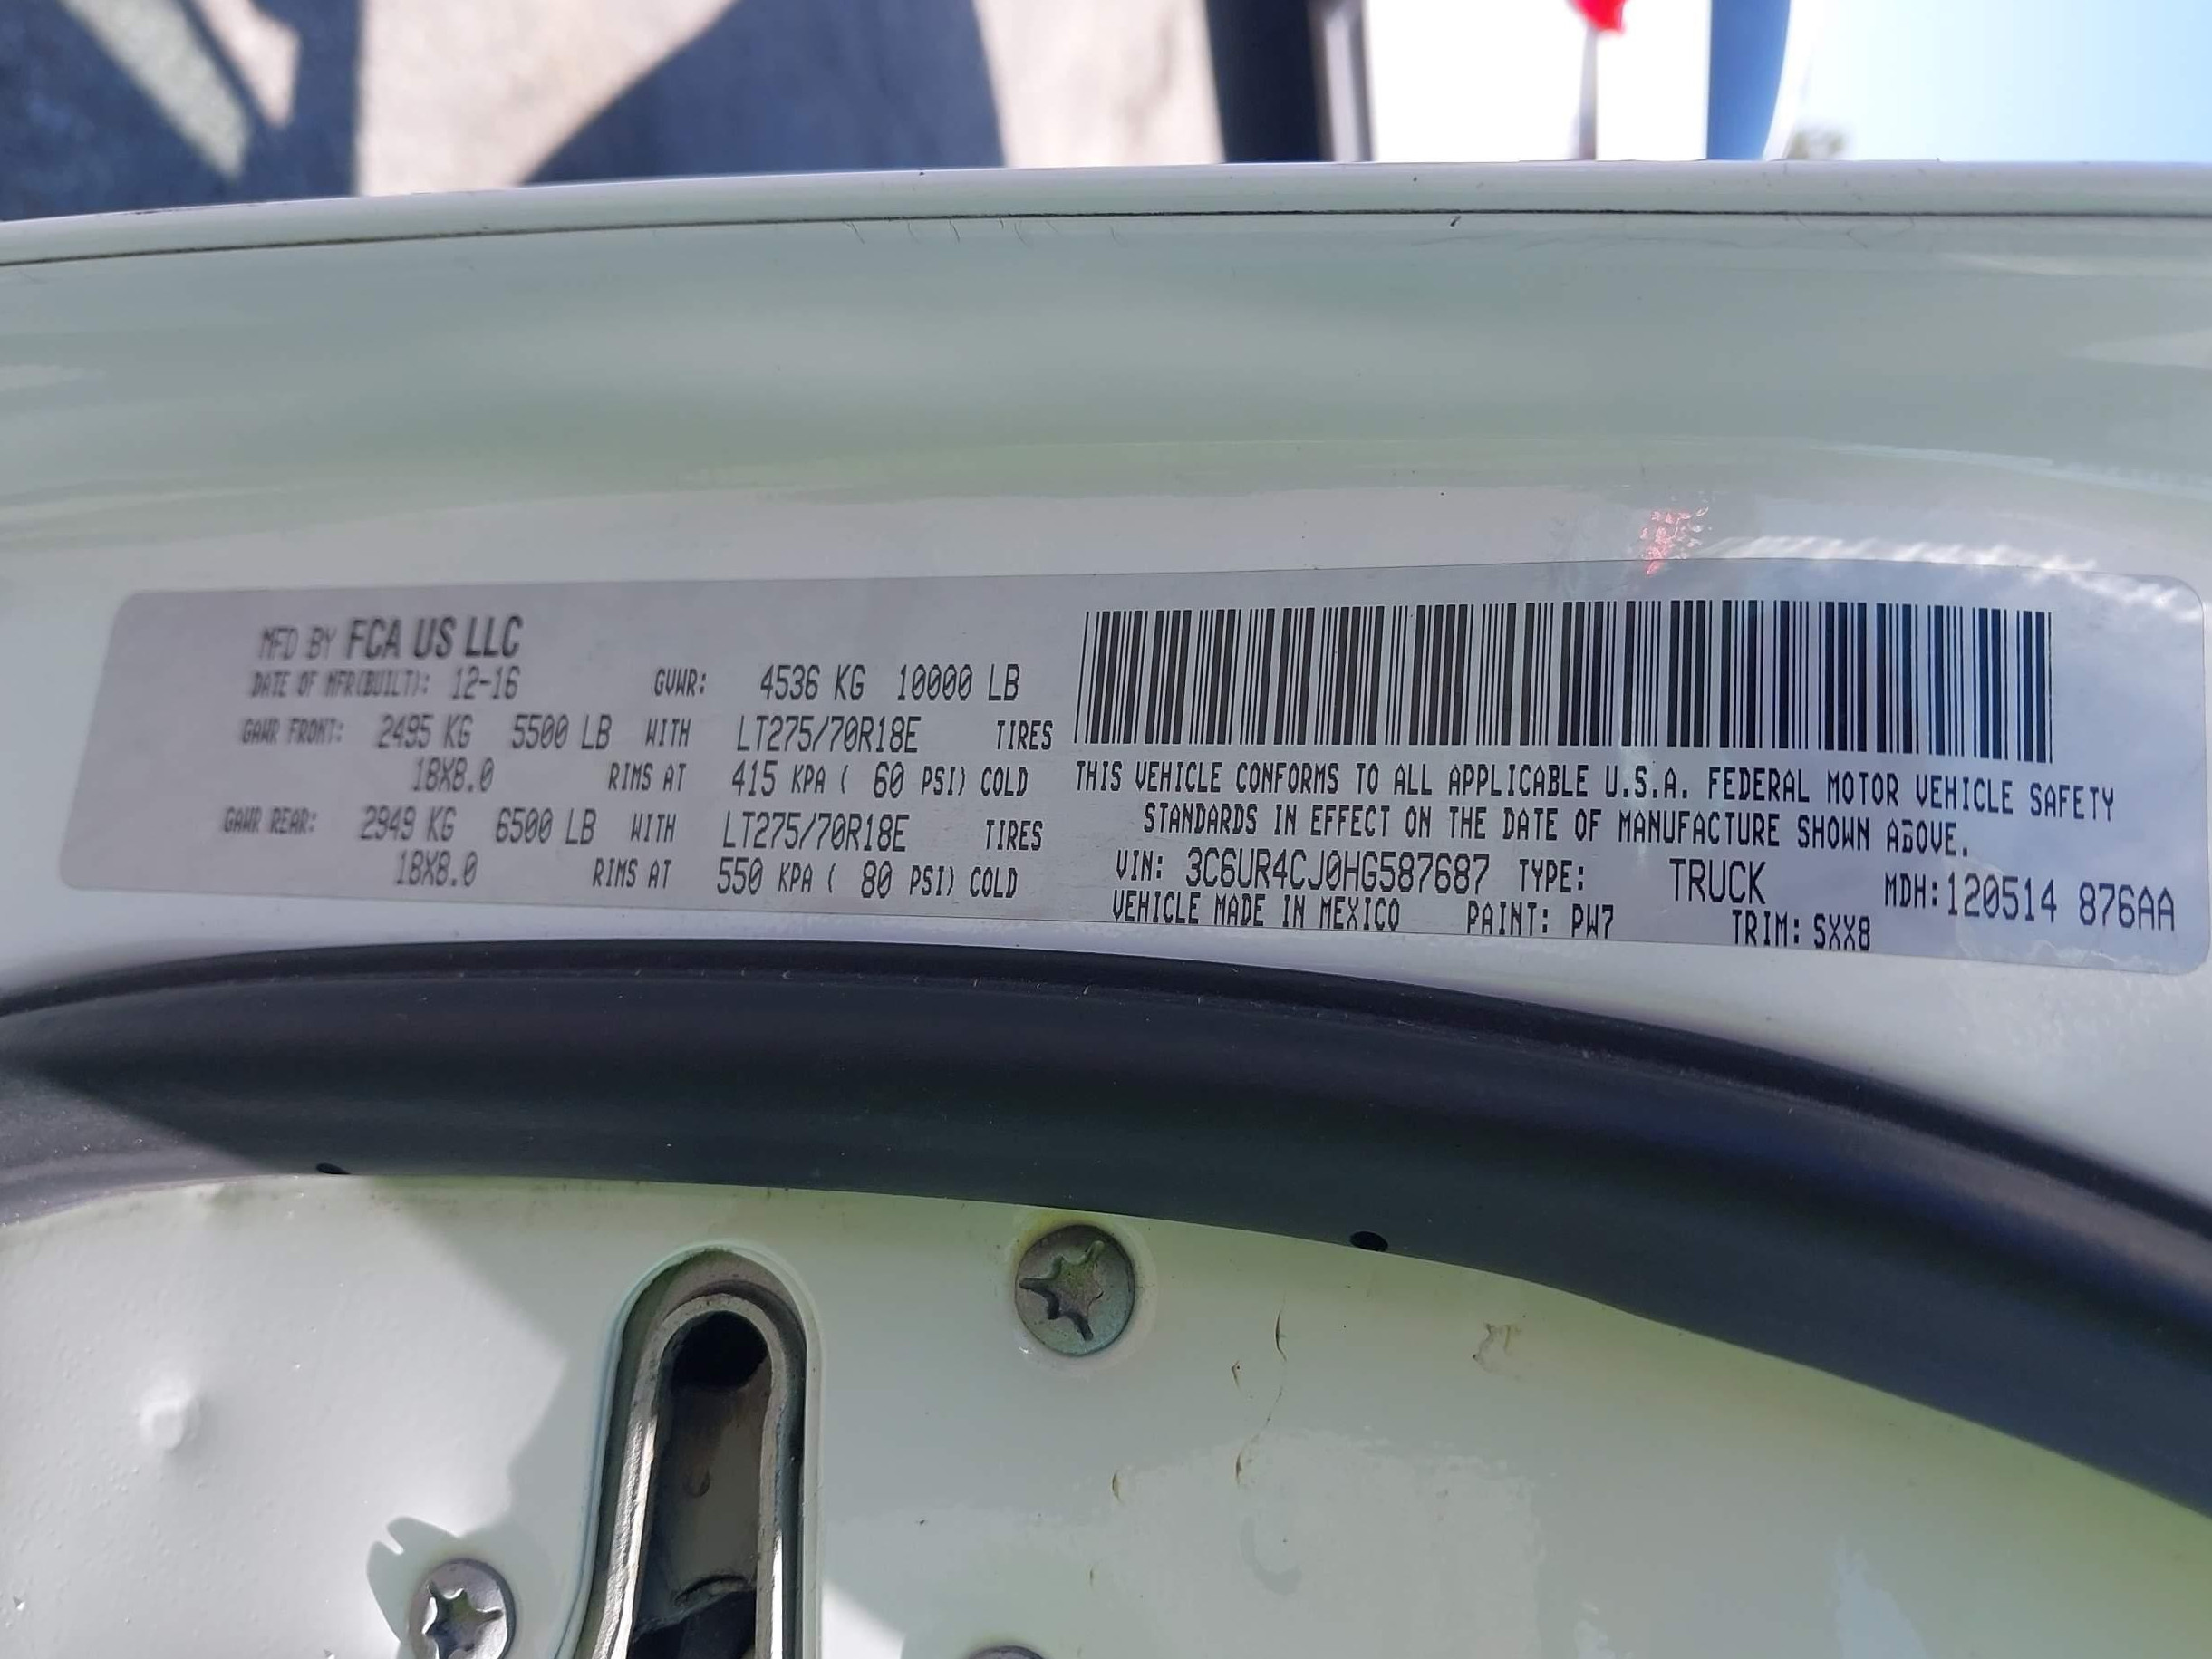 MFD BY FCA US LLC
DATE OF MFR(BUILT): 12-16 GVWR: 4536 KG 10000 LB
GAWR FRONT: 2495 KG 5500 LB WITH LT275/70R18E TIRES
18X8.0 RIMS AT 415 KPA ( 60 PSI) COLD
GAWR REAR: 2949 KG 6500 LB WITH LT275/70R18E TIRES
18X8.0 RIMS AT 550 KPA ( 80 PSI) COLD
THIS VEHICLE CONFORMS TO ALL APPLICABLE U.S.A. FEDERAL MOTOR VEHICLE SAFETY
STANDARDS IN EFFECT ON THE DATE OF MANUFACTURE SHOWN ABOVE.
VIN: 3C6UR4CJ0HG587687 TYPE: TRUCK MDH: 120514 876AA
VEHICLE MADE IN MEXICO PAINT: PW7 TRIM: SXX8